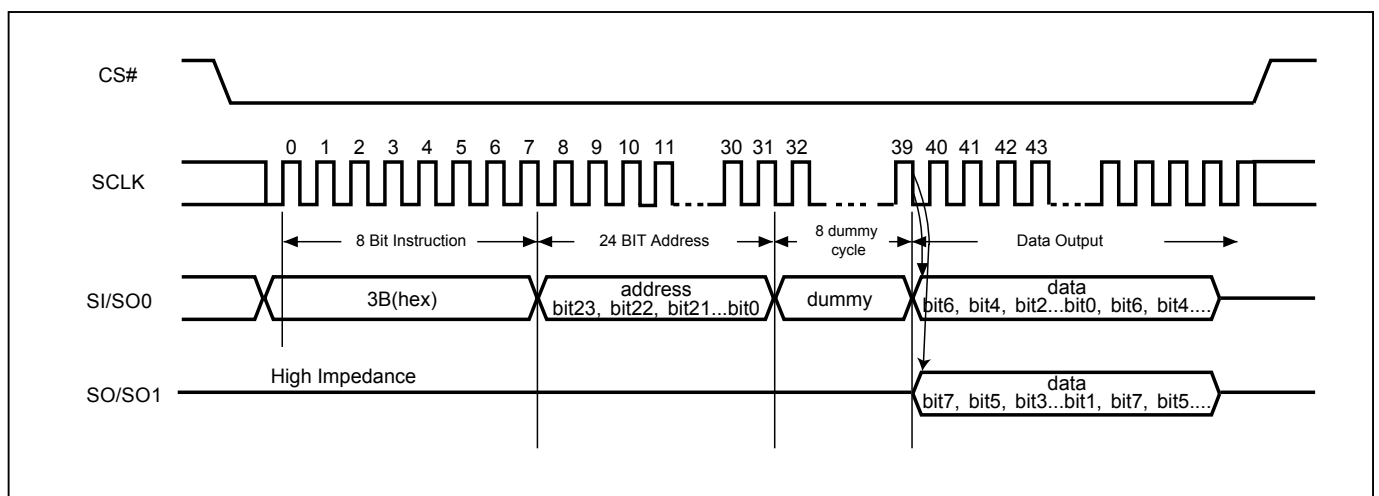 CS#
0 1 2 3 4 5 6 7 8 9 10 11 30 31 32 39 40 41 42 43
SCLK
8 Bit Instruction 24 BIT Address 8 dummy cycle Data Output
SI/SO0
3B(hex)
address
bit23, bit22, bit21...bit0
dummy
data
bit6, bit4, bit2...bit0, bit6, bit4....
High Impedance
SO/SO1
data
bit7, bit5, bit3...bit1, bit7, bit5....